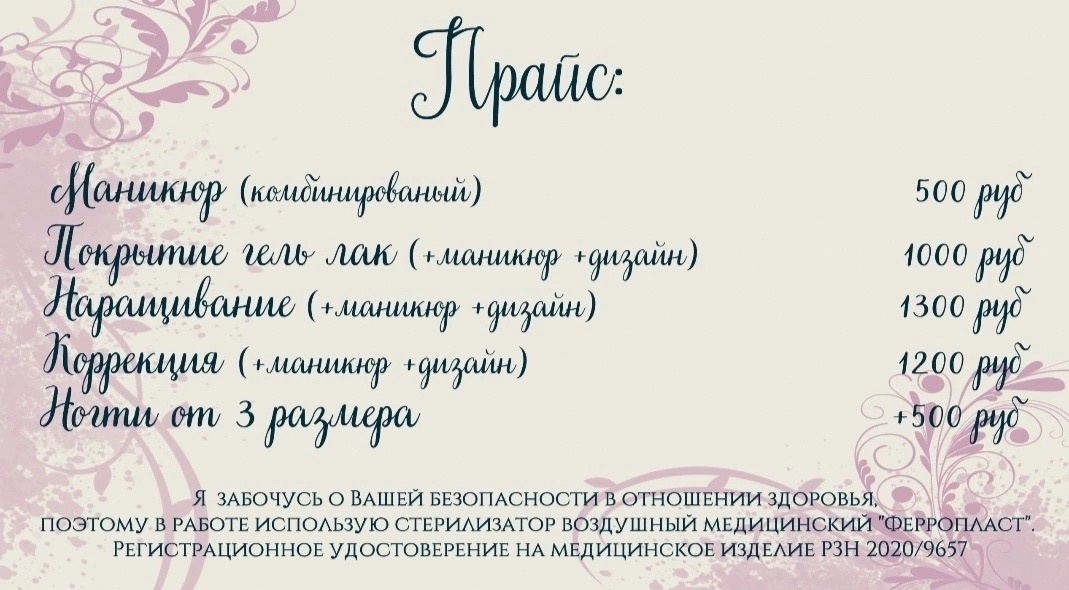 Прайс:
Маникюр (комбинированый) 500 руб
Покрытие гель лак (+маникюр +дизайн) 1000 руб
Наращивание (+маникюр +дизайн) 1300 руб
Коррекция (+маникюр +дизайн) 1200 руб
Ногти от 3 размера +500 руб
Я забочусь о Вашей безопасности в отношении здоровья,
поэтому в работе использую стерилизатор воздушный медицинский "Ферропласт".
Регистрационное удостоверение на медицинское изделие РЗН 2020/9657